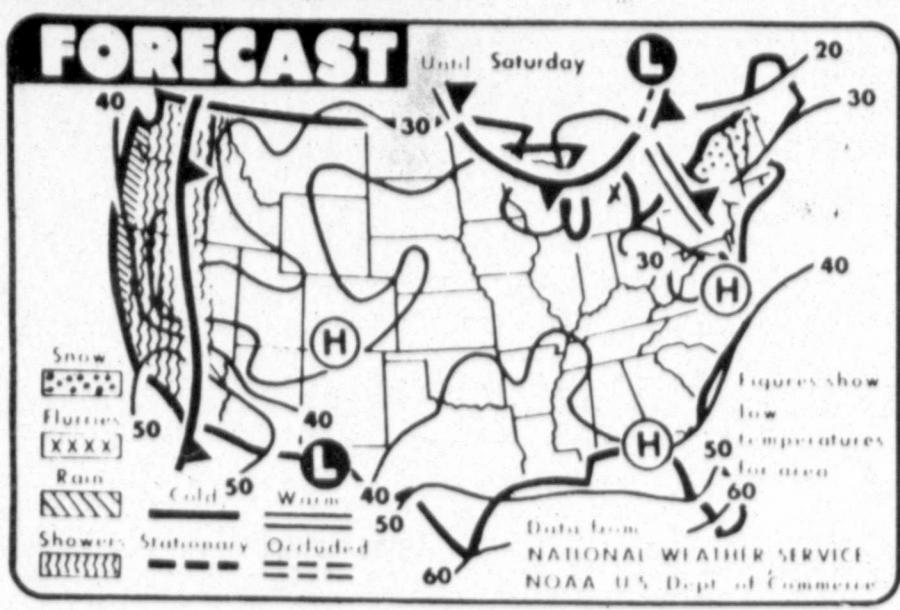 FORECAST
Until Saturday
L
20
40
30
30
30
H
40
H
Snow
Figures show
low
temperatures
for area
Flurries
XXXX
40
50
H
50
L
Rain
50
40
60
Cold
Warm
50
Data from
Showers
Stationary
Occluded
NATIONAL WEATHER SERVICE
NOAA U S Dept of Commerce
60